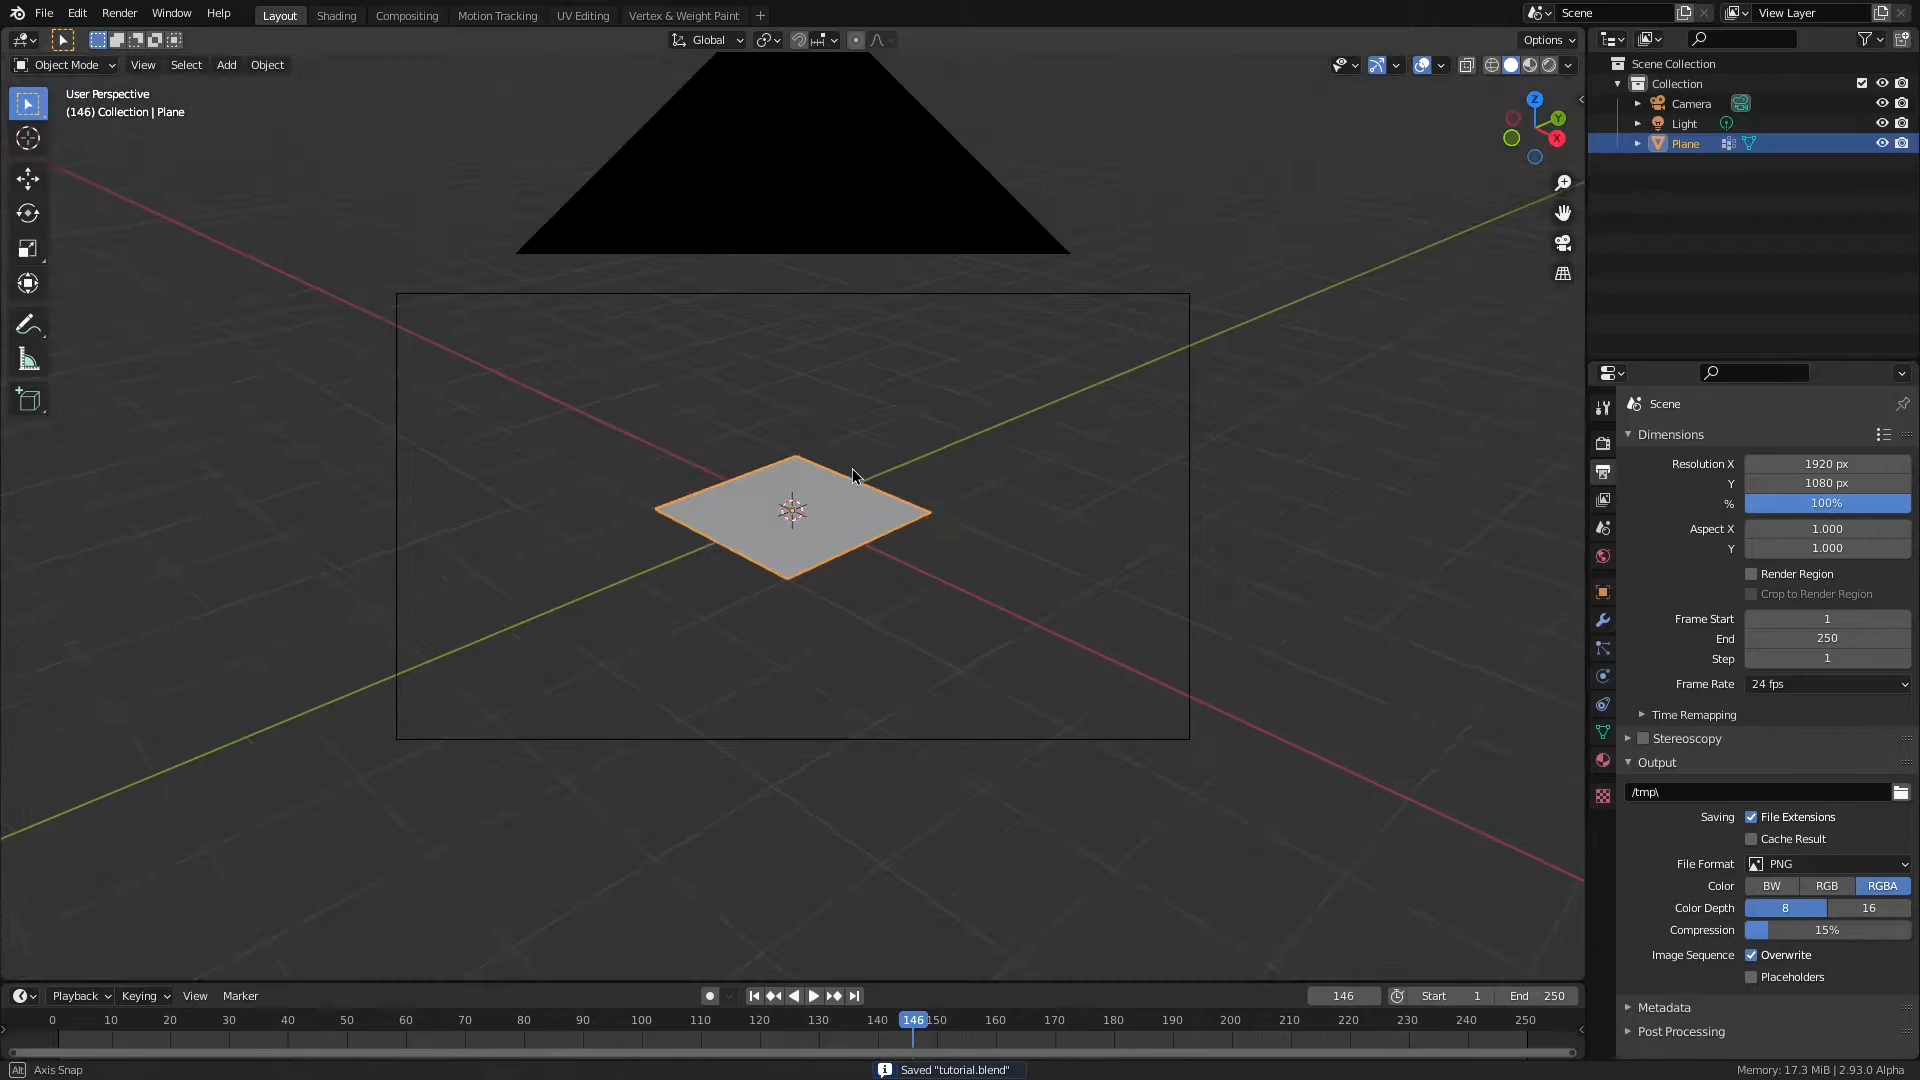 File Edit Render Window Help
Layout Shading Compositing Motion Tracking UV Editing Vertex & Weight Paint +
Scene
View Layer
Global
Options
Object Mode View Select Add Object
User Perspective
(146) Collection | Plane
Z
Y
X
Scene Collection
Collection
Camera
Light
Plane
Scene
Dimensions
Resolution X 1920 px
Y 1080 px
% 100%
Aspect X 1.000
Y 1.000
Render Region
Crop to Render Region
Frame Start 1
End 250
Step 1
Frame Rate 24 fps
Time Remapping
Stereoscopy
Output
/tmp\
Saving File Extensions
Cache Result
File Format PNG
Color BW RGB RGBA
Color Depth 8 16
Compression 15%
Image Sequence Overwrite
Placeholders
Metadata
Post Processing
Playback Keying View Marker
146 Start 1 End 250
0 10 20 30 40 50 60 70 80 90 100 110 120 130 140 146 150 160 170 180 190 200 210 220 230 240 250
Alt Axis Snap
Saved "tutorial.blend"
Memory: 17.3 MiB | 2.93.0 Alpha